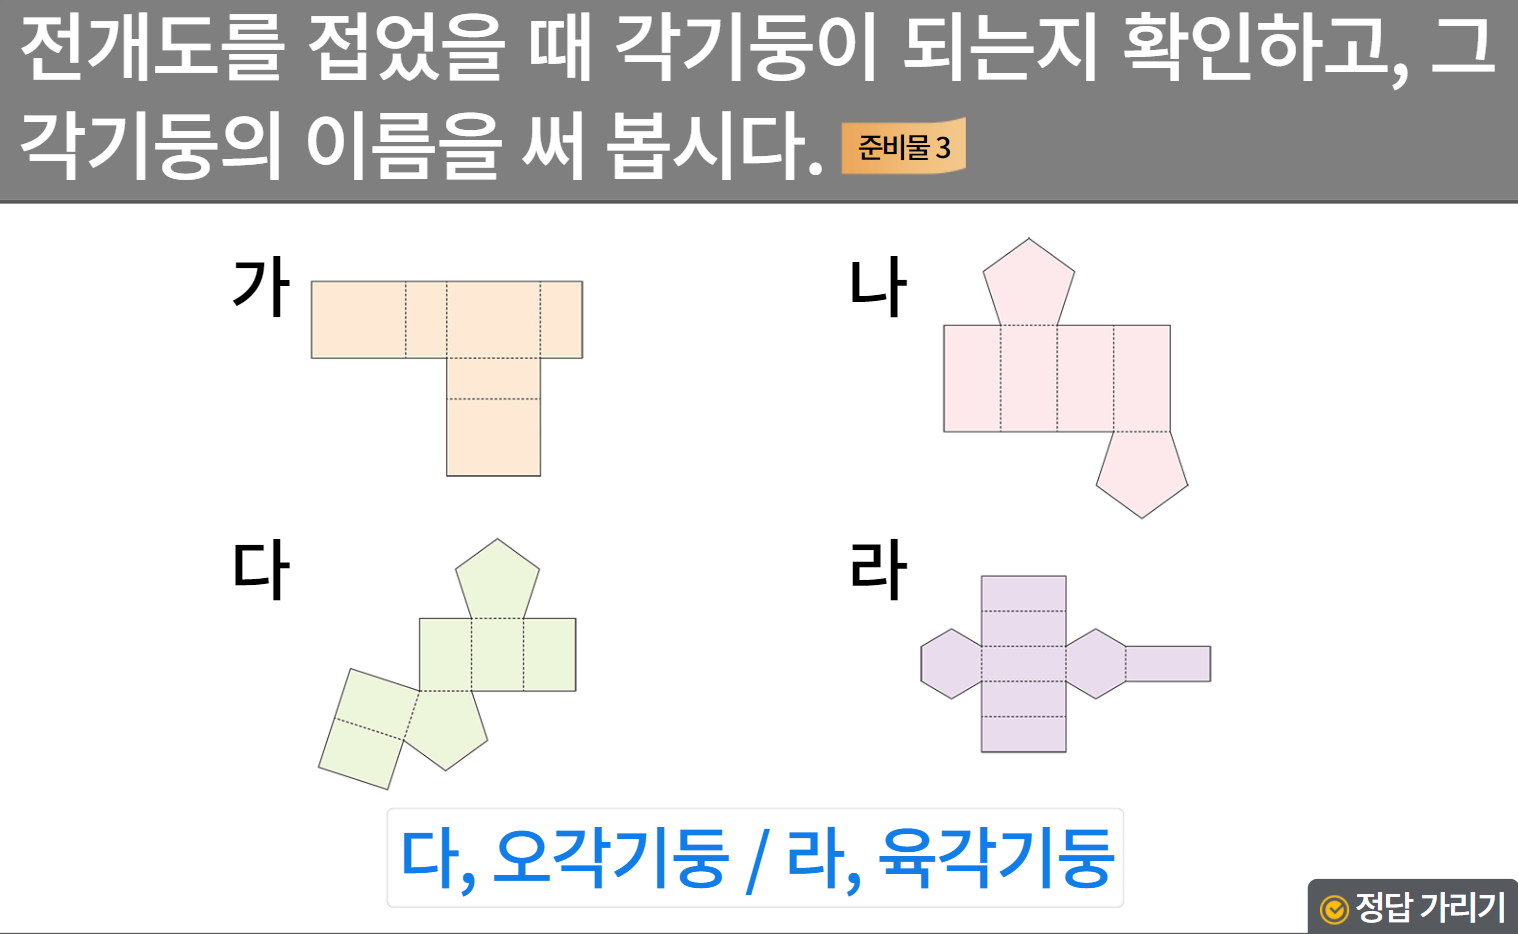 전개도를 접었을 때 각기둥이 되는지 확인하고, 그
각기둥의 이름을 써 봅시다. 준비물 3
가
나
다
라
다, 오각기둥 / 라, 육각기둥
정답 가리기